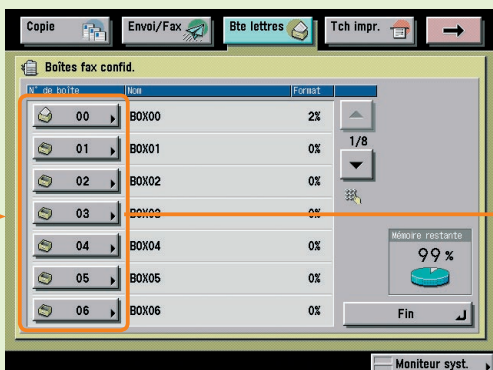 Copie Envoi/Fax Bte lettres Tch impr.
Boîtes fax confid.
N° de boîte Nom Format
00 BOX00 2%
01 BOX01 0%
1/8
02 BOX02 0%
03 BOX03 0%
Mémoire restante
04 BOX04 0%
99%
05 BOX05 0%
06 BOX06 0%
Fin
Moniteur syst.